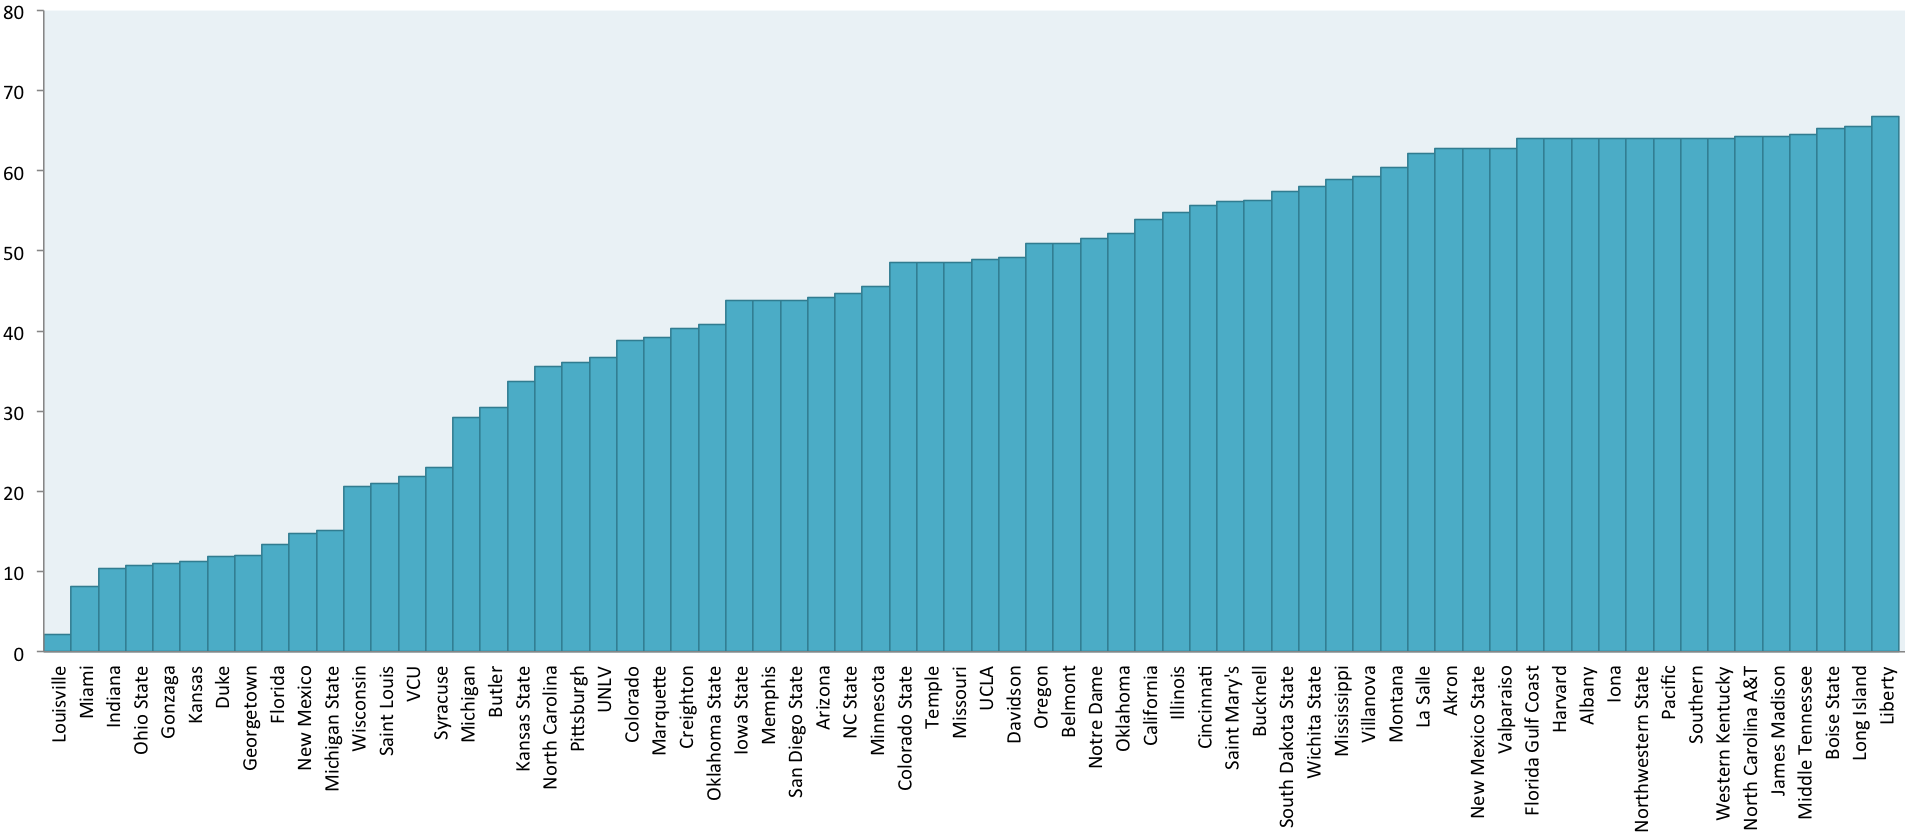 80
70
60
50
40
30
20
10
0
Louisville
Miami
Indiana
Ohio State
Gonzaga
Kansas
Duke
Georgetown
Florida
New Mexico
Michigan State
Wisconsin
Saint Louis
VCU
Syracuse
Michigan
Butler
Kansas State
North Carolina
Pittsburgh
UNLV
Colorado
Marquette
Creighton
Oklahoma State
Iowa State
Memphis
San Diego State
Arizona
NC State
Minnesota
Colorado State
Temple
Missouri
UCLA
Davidson
Oregon
Belmont
Notre Dame
Oklahoma
California
Illinois
Cincinnati
Saint Mary's
Bucknell
South Dakota State
Wichita State
Mississippi
Villanova
Montana
La Salle
Akron
New Mexico State
Valparaiso
Florida Gulf Coast
Harvard
Albany
Iona
Northwestern State
Pacific
Southern
Western Kentucky
North Carolina A&T
James Madison
Middle Tennessee
Boise State
Long Island
Liberty